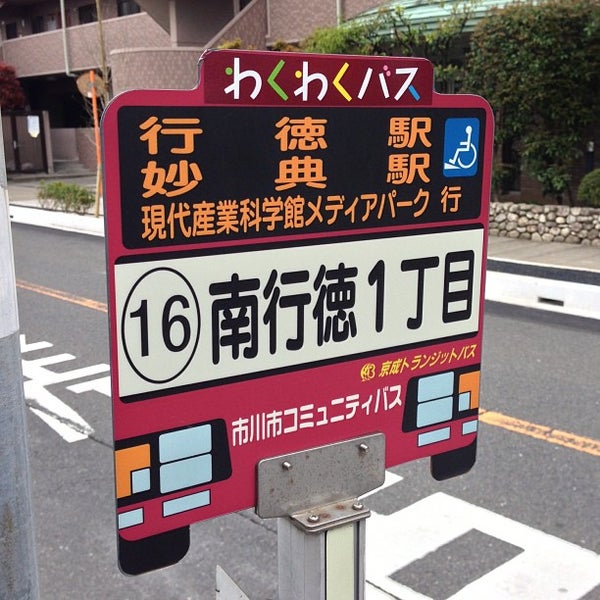 わくわくバス
行徳駅
妙典駅
現代産業科学館メディアパーク 行
16 南行徳1丁目
京成トランジットバス
市川市コミュニティバス